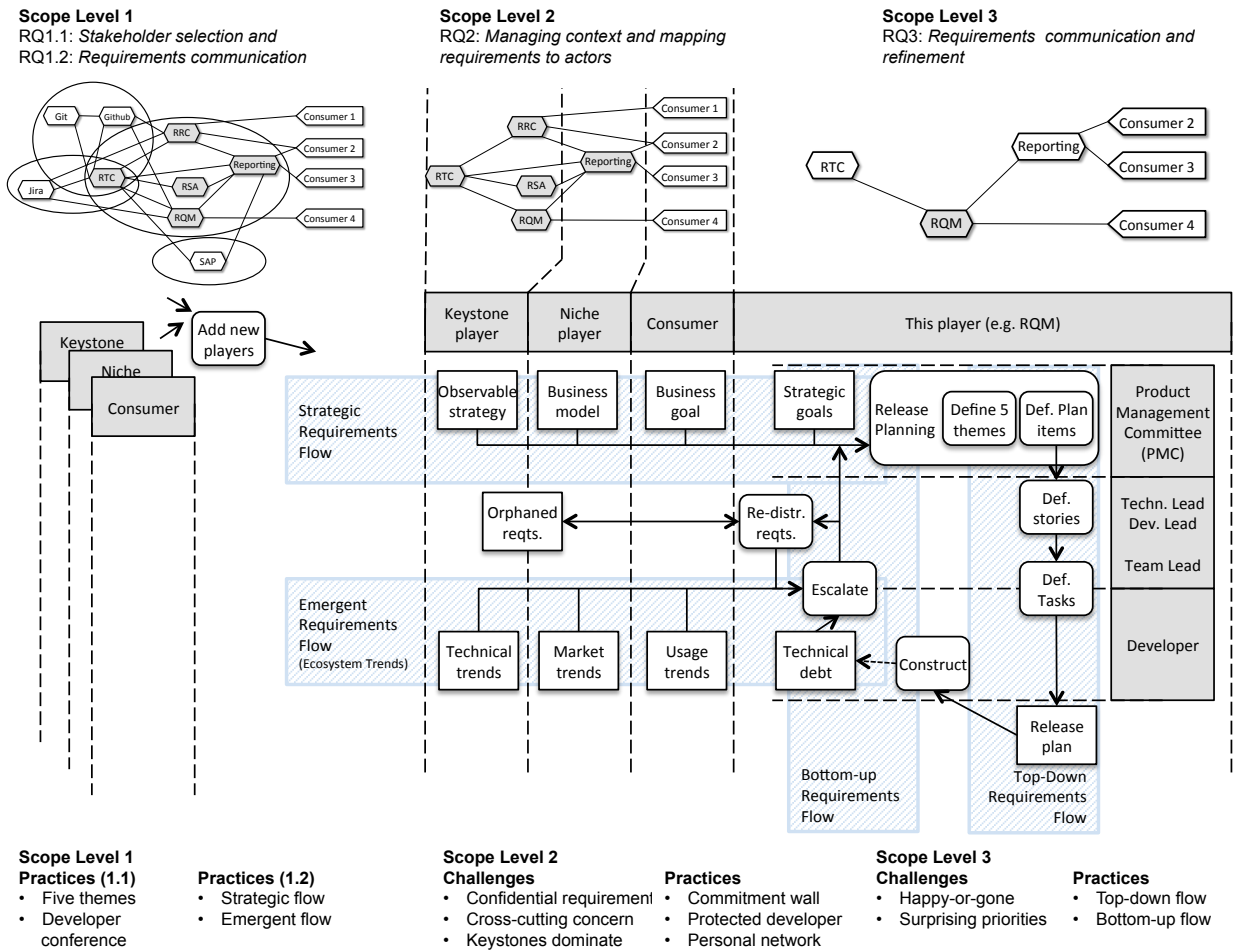 Scope Level 1
RQ1.1: Stakeholder selection and
RQ1.2: Requirements communication
Scope Level 2
RQ2: Managing context and mapping
requirements to actors
Scope Level 3
RQ3: Requirements communication and
refinement
Git
Github
RRC
RTC
Reporting
RSA
Jira
RQM
SAP
Consumer 1
Consumer 2
Consumer 3
Consumer 4
RTC
RRC
RSA
RQM
Reporting
Consumer 1
Consumer 2
Consumer 3
Consumer 4
RTC
RQM
Reporting
Consumer 2
Consumer 3
Consumer 4
Keystone
Niche
Consumer
Add new
players
Keystone
player
Niche
player
Consumer
This player (e.g. RQM)
Strategic
Requirements
Flow
Observable
strategy
Business
model
Business
goal
Strategic
goals
Release
Planning
Define 5
themes
Def. Plan
items
Product
Management
Committee
(PMC)
Orphaned
reqts.
Re-distr.
reqts.
Def.
stories
Techn. Lead
Dev. Lead
Team Lead
Emergent
Requirements
Flow
(Ecosystem Trends)
Escalate
Def.
Tasks
Technical
trends
Market
trends
Usage
trends
Technical
debt
Construct
Developer
Release
plan
Bottom-up
Requirements
Flow
Top-Down
Requirements
Flow
Scope Level 1
Practices (1.1)
• Five themes
• Developer
conference
Practices (1.2)
• Strategic flow
• Emergent flow
Scope Level 2
Challenges
• Confidential requirement
• Cross-cutting concern
• Keystones dominate
Practices
• Commitment wall
• Protected developer
• Personal network
Scope Level 3
Challenges
• Happy-or-gone
• Surprising priorities
Practices
• Top-down flow
• Bottom-up flow